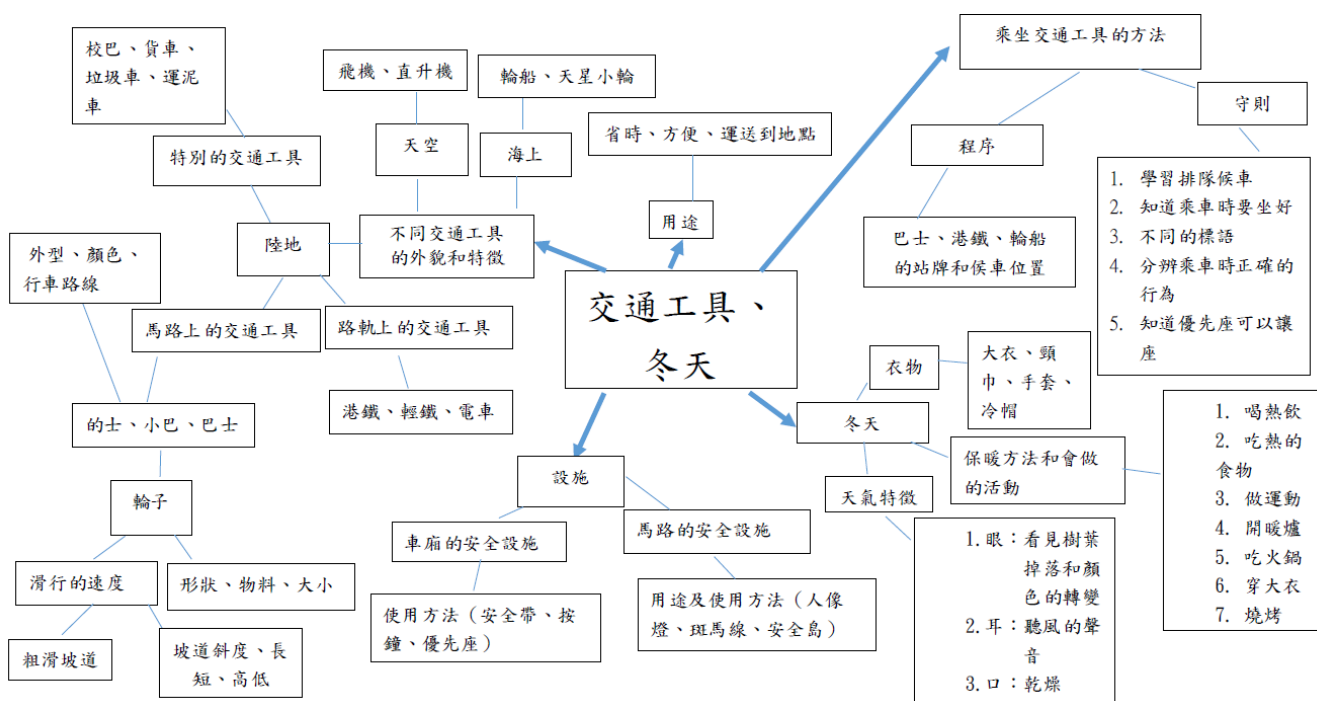 校巴、貨車、
垃圾車、運泥
車
飛機、直升機
輪船、天星小輪
乘坐交通工具的方法
省時、方便、運送到地點
守則
特別的交通工具
天空
海上
程序
用途
陸地
不同交通工具
的外貌和特徵
1. 學習排隊候車
2. 知道乘車時要坐好
3. 不同的標語
4. 分辨乘車時正確的
行為
5. 知道優先座可以讓
座
外型、顏色、
行車路線
巴士、港鐵、輪船
的站牌和侯車位置
馬路上的交通工具
路軌上的交通工具
交通工具、
冬天
衣物
大衣、頸
巾、手套、
冷帽
的士、小巴、巴士
港鐵、輕鐵、電車
冬天
1. 喝熱飲
2. 吃熱的
食物
3. 做運動
4. 開暖爐
5. 吃火鍋
6. 穿大衣
7. 燒烤
保暖方法和會做
的活動
設施
天氣特徵
輪子
車廂的安全設施
馬路的安全設施
1.眼：看見樹葉
掉落和顏
色的轉變
2.耳：聽風的聲
音
3.口：乾燥
滑行的速度
形狀、物料、大小
使用方法（安全帶、按
鐘、優先座）
用途及使用方法（人像
燈、斑馬線、安全島）
粗滑坡道
坡道斜度、長
短、高低